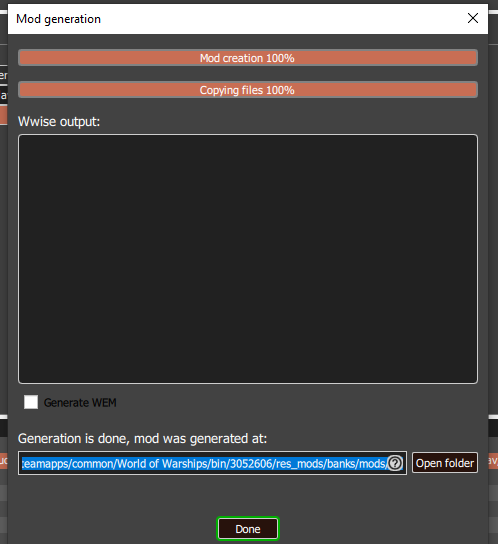 Mod generation
Mod creation 100%
Copying files 100%
Wwise output:
Generate WEM
Generation is done, mod was generated at:
:eamapps/common/World of Warships/bin/3052606/res_mods/banks/mods/
Open folder
Done